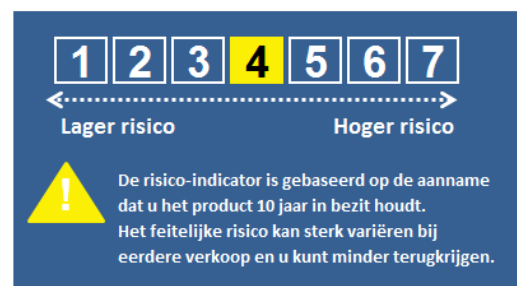 1 2 3 4 5 6 7
Lager risico Hoger risico
!
De risico-indicator is gebaseerd op de aanname
dat u het product 10 jaar in bezit houdt.
Het feitelijke risico kan sterk variëren bij
eerdere verkoop en u kunt minder terugkrijgen.